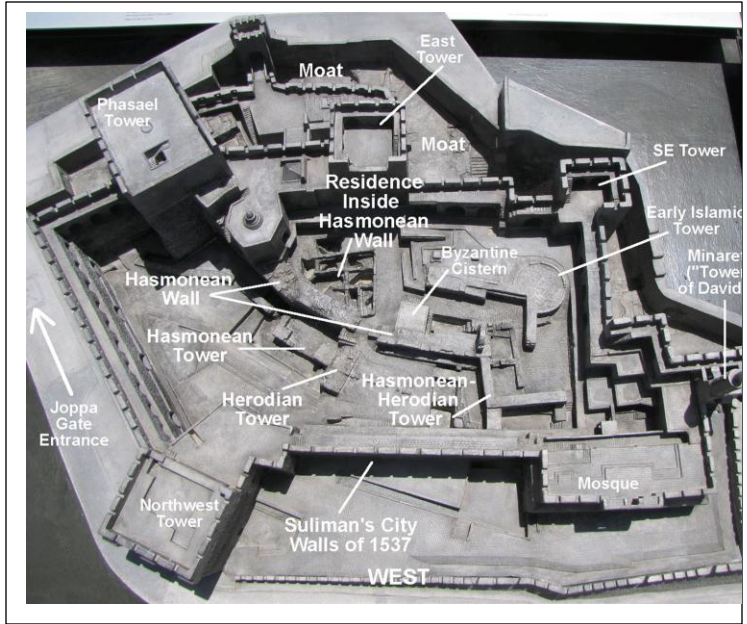 East
Tower
Moat
Phasael
Tower
Moat
SE Tower
Residence
Inside
Hasmonean
Wall
Early Islamic
Tower
Byzantine
Cistern
Minaret
("Tower
of David
Hasmonean
Wall
Hasmonean
Tower
Herodian
Tower
Hasmonean-
Herodian
Tower
Joppa
Gate
Entrance
Mosque
Northwest
Tower
Suliman's City
Walls of 1537
WEST